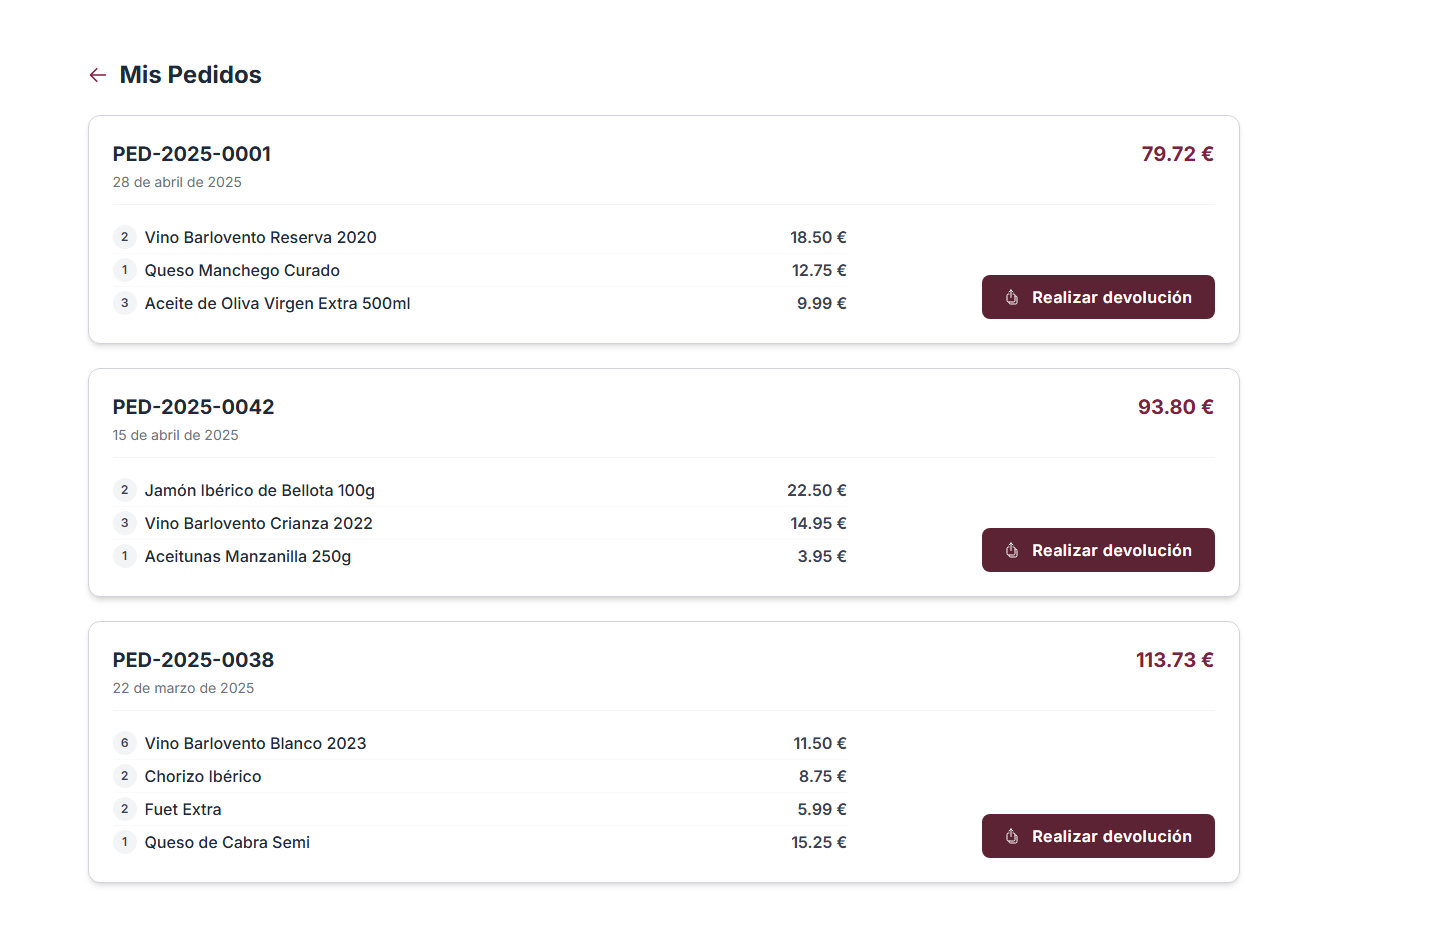 Mis Pedidos
PED-2025-0001 79.72 €
28 de abril de 2025
2 Vino Barlovento Reserva 2020 18.50 €
1 Queso Manchego Curado 12.75 €
3 Aceite de Oliva Virgen Extra 500ml 9.99 €
Realizar devolución
PED-2025-0042 93.80 €
15 de abril de 2025
2 Jamón Ibérico de Bellota 100g 22.50 €
3 Vino Barlovento Crianza 2022 14.95 €
1 Aceitunas Manzanilla 250g 3.95 €
Realizar devolución
PED-2025-0038 113.73 €
22 de marzo de 2025
6 Vino Barlovento Blanco 2023 11.50 €
2 Chorizo Ibérico 8.75 €
2 Fuet Extra 5.99 €
1 Queso de Cabra Semi 15.25 €
Realizar devolución